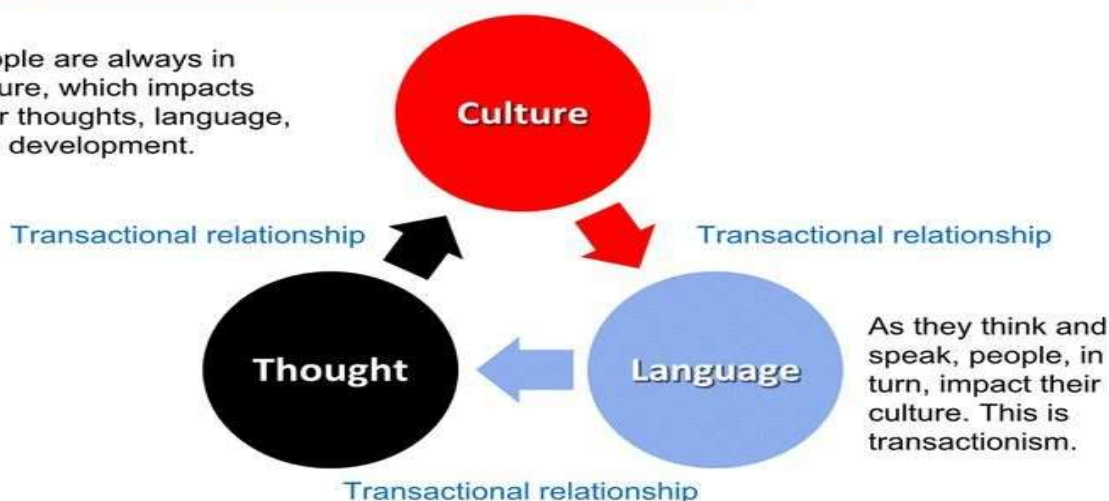 ople are always in
ure, which impacts
r thoughts, language,
development.
Culture
Transactional relationship
Transactional relationship
Thought
Language
As they think and
speak, people, in
turn, impact their
culture. This is
transactionism.
Transactional relationship